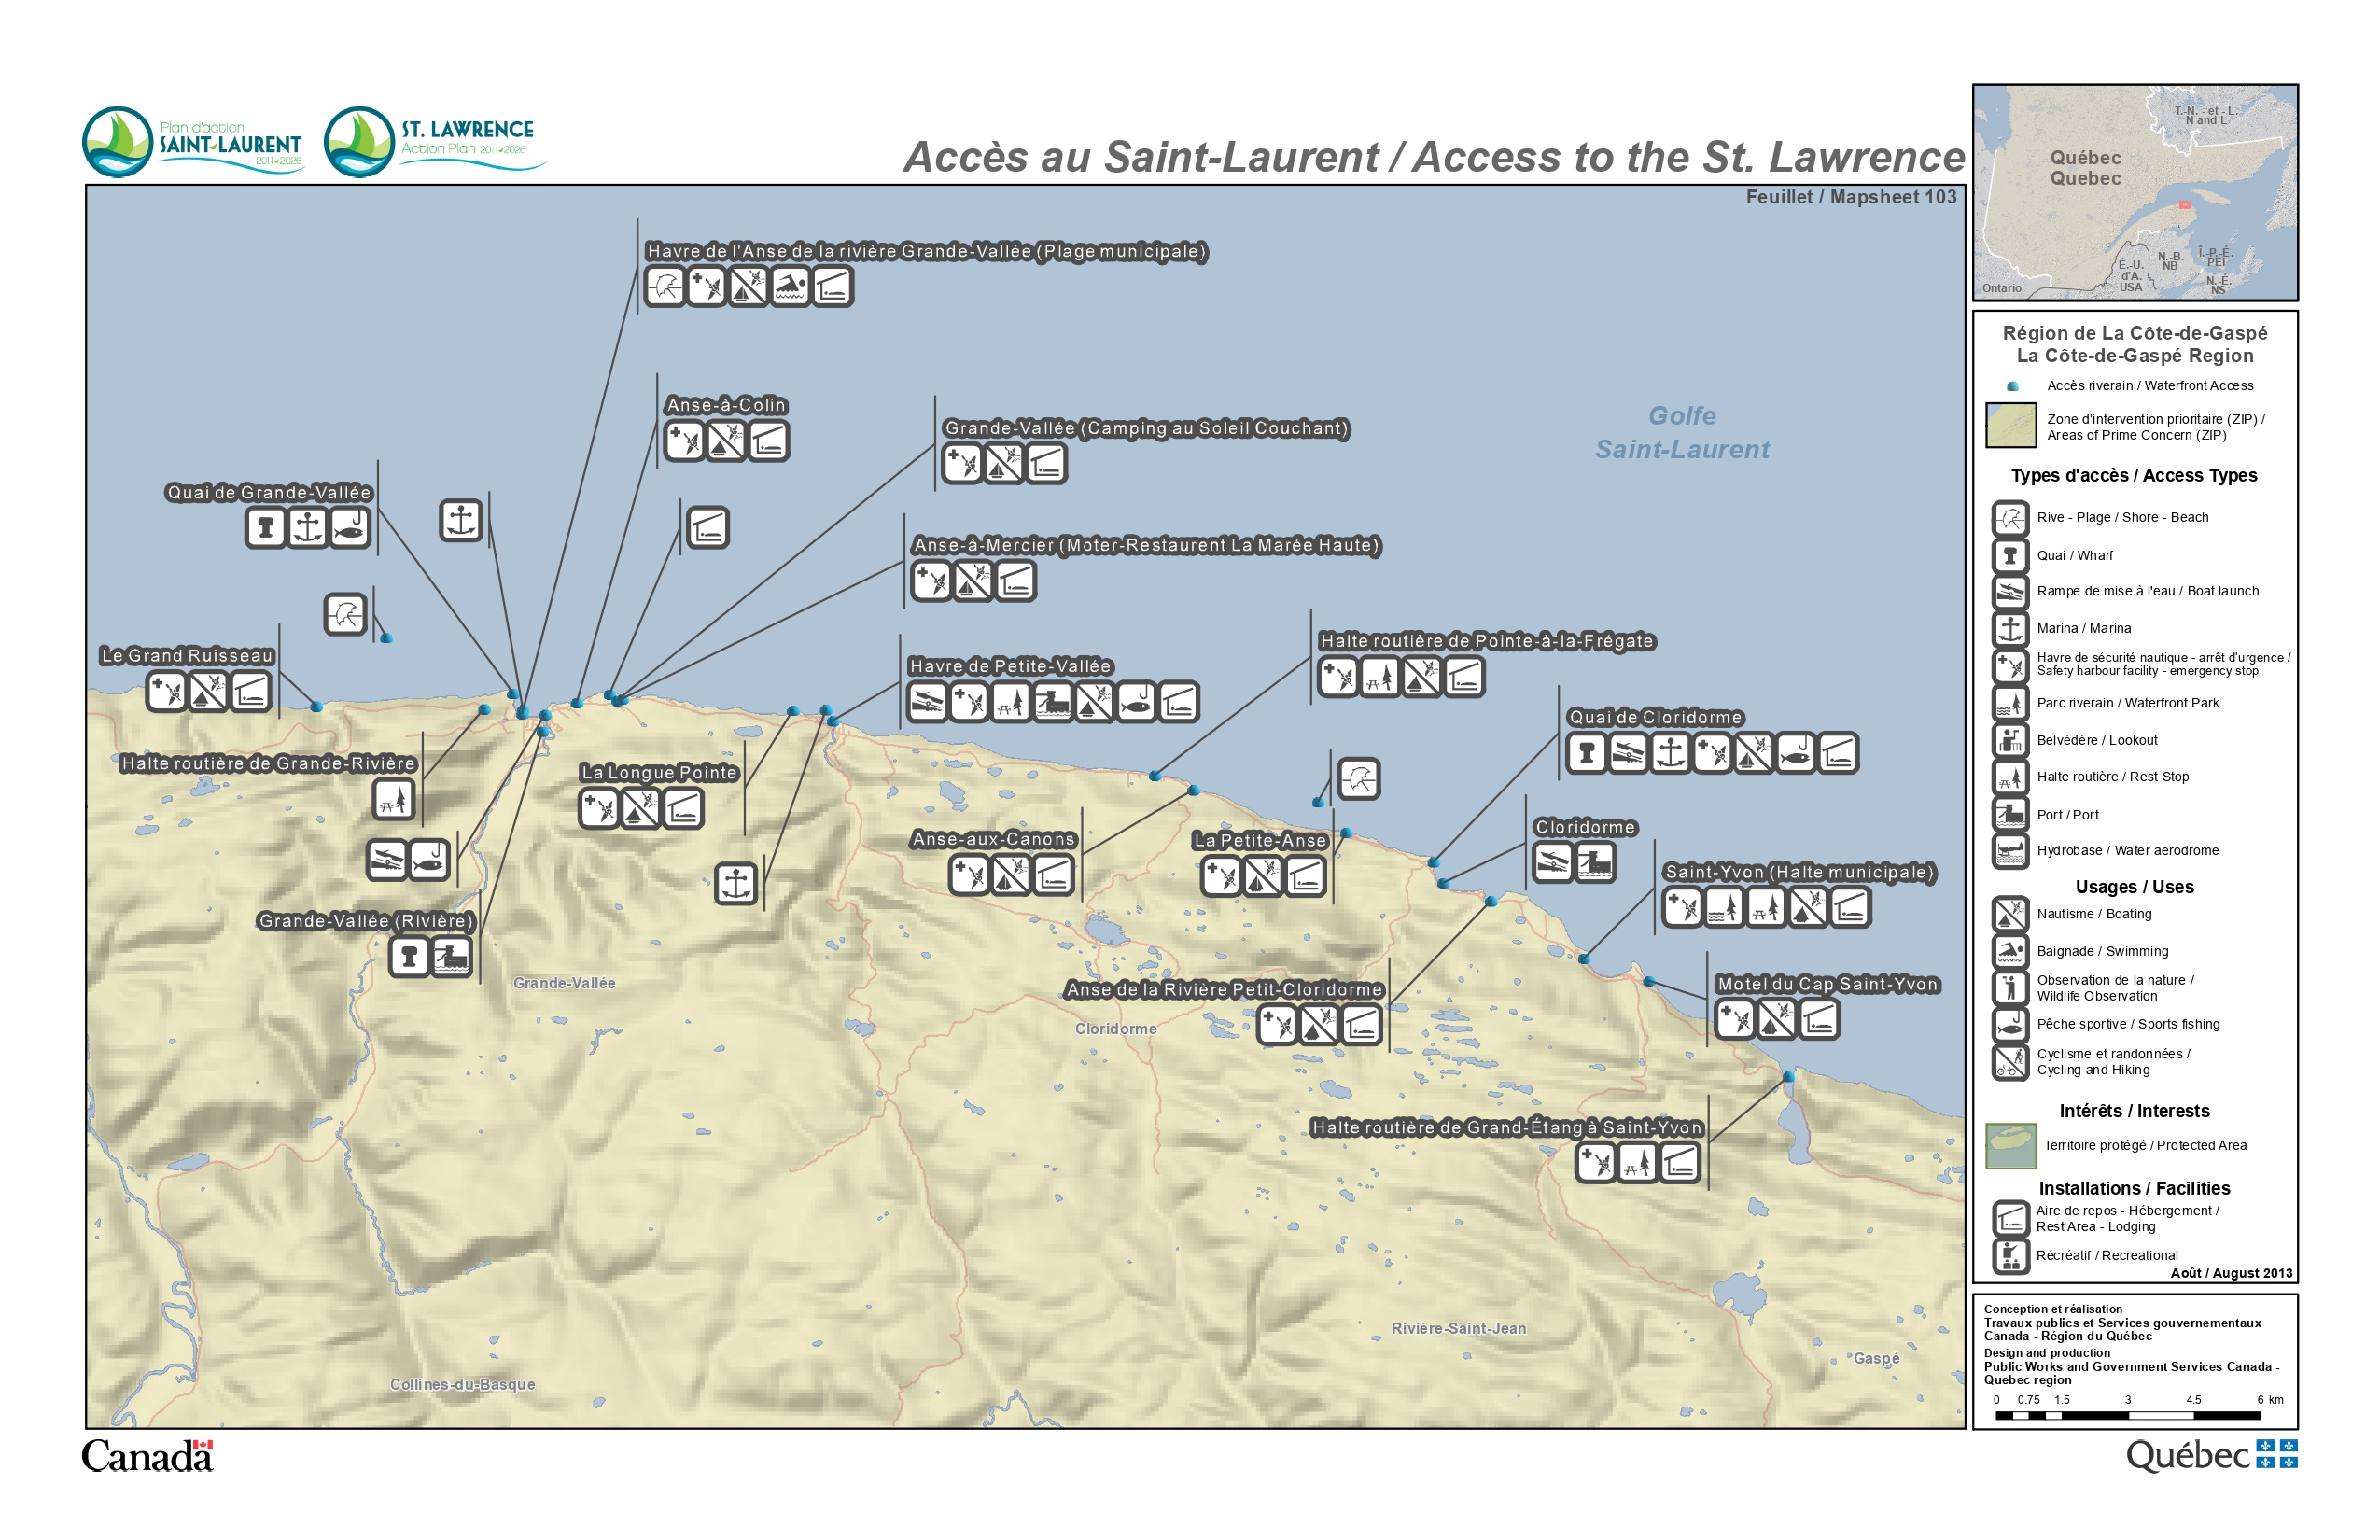 Plan d'action
SAINT-LAURENT
2011-2026
ST. LAWRENCE
Action Plan 2011-2026
Accès au Saint-Laurent / Access to the St. Lawrence
Feuillet / Mapsheet 103
Havre de l'Anse de la rivière Grande-Vallée (Plage municipale)
Anse-à-Colin
Grande-Vallée (Camping au Soleil Couchant)
Golfe
Saint-Laurent
Quai de Grande-Vallée
Anse-à-Mercier (Moter-Restaurent La Marée Haute)
Halte routière de Pointe-à-la-Frégate
Le Grand Ruisseau
Havre de Petite-Vallée
Quai de Cloridorme
Halte routière de Grande-Rivière
La Longue Pointe
Anse-aux-Canons
La Petite-Anse
Cloridorme
Saint-Yvon (Halte municipale)
Grande-Vallée (Rivière)
Grande-Vallée
Anse de la Rivière Petit-Cloridorme
Motel du Cap Saint-Yvon
Cloridorme
Halte routière de Grand-Étang à Saint-Yvon
Rivière-Saint-Jean
Gaspé
Collines-du-Basque
T.-N. - et - L.
N and L
Québec
Quebec
Î.-P.-É.
PEI
N.-B.
NB
É.-U.
d'A.
USA
N.-É.
NS
Ontario
Région de La Côte-de-Gaspé
La Côte-de-Gaspé Region
Accès riverain / Waterfront Access
Zone d'intervention prioritaire (ZIP) /
Areas of Prime Concern (ZIP)
Types d'accès / Access Types
Rive - Plage / Shore - Beach
Quai / Wharf
Rampe de mise à l'eau / Boat launch
Marina / Marina
Havre de sécurité nautique - arrêt d'urgence /
Safety harbour facility - emergency stop
Parc riverain / Waterfront Park
Belvédère / Lookout
Halte routière / Rest Stop
Port / Port
Hydrobase / Water aerodrome
Usages / Uses
Nautisme / Boating
Baignade / Swimming
Observation de la nature /
Wildlife Observation
Pêche sportive / Sports fishing
Cyclisme et randonnées /
Cycling and Hiking
Intérêts / Interests
Territoire protégé / Protected Area
Installations / Facilities
Aire de repos - Hébergement /
Rest Area - Lodging
Récréatif / Recreational
Août / August 2013
Conception et réalisation
Travaux publics et Services gouvernementaux
Canada - Région du Québec
Design and production
Public Works and Government Services Canada -
Quebec region
0 0.75 1.5 3 4.5 6 km
Canada
Québec